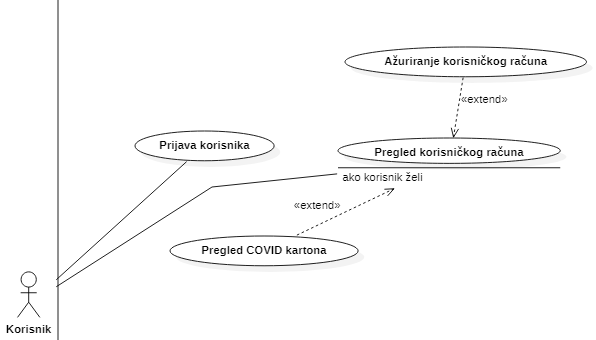 Ažuriranje korisničkog računa
«extend»
Prijava korisnika
Pregled korisničkog računa
ako korisnik želi
«extend»
Pregled COVID kartona
Korisnik